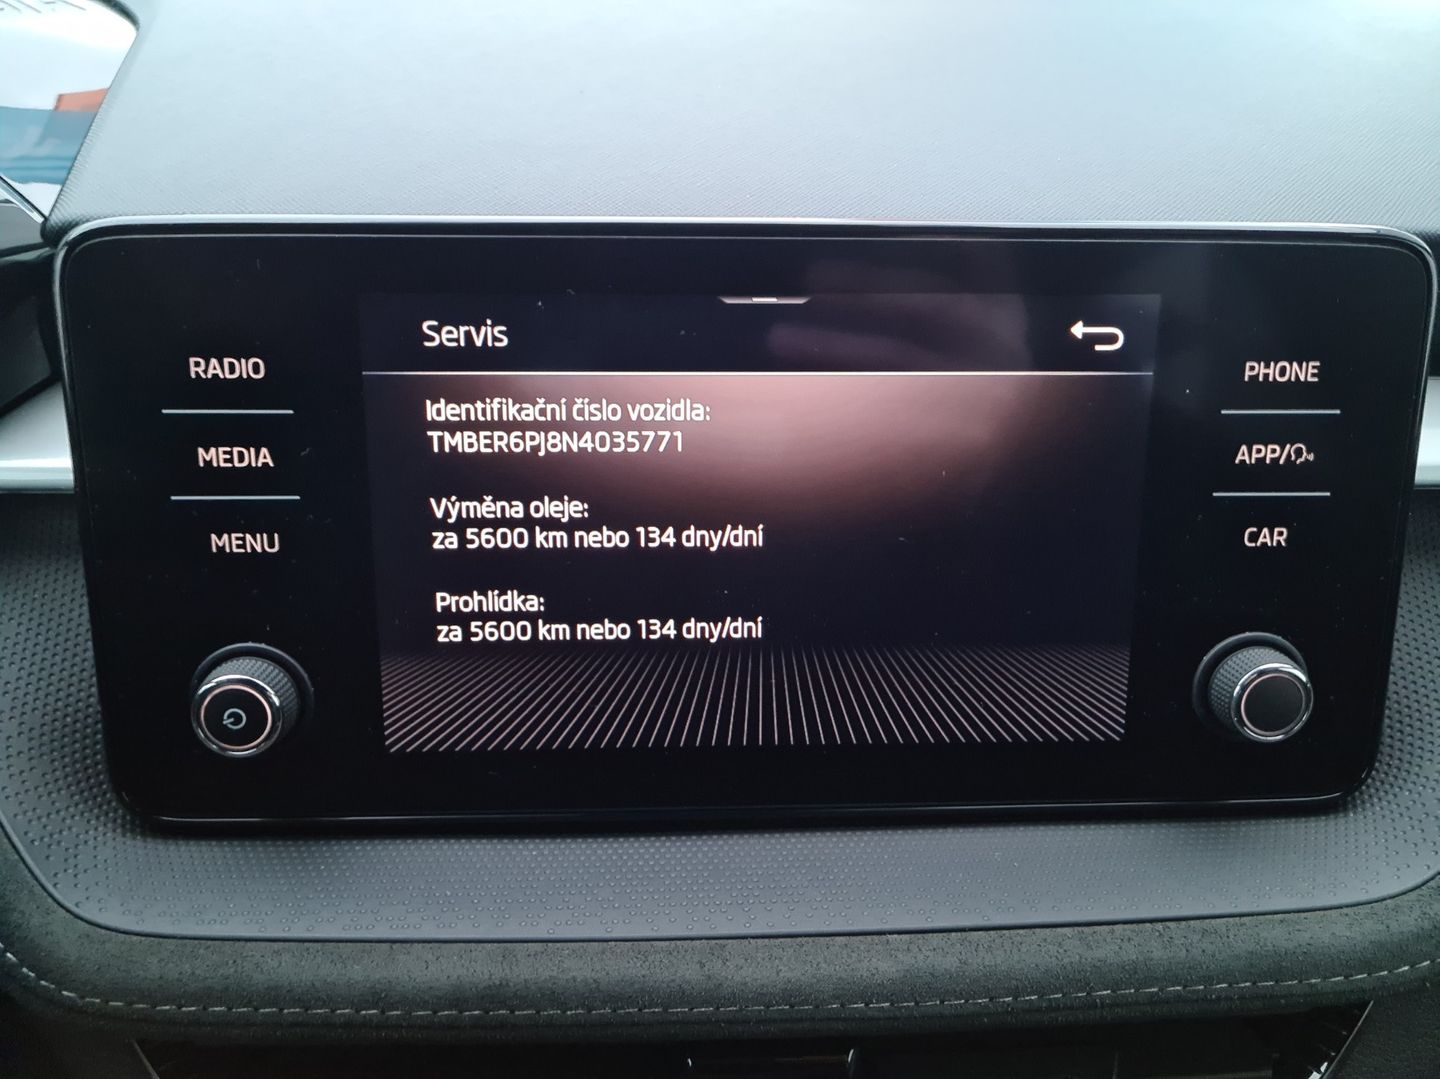 Servis
RADIO
MEDIA
MENU
Identifikační číslo vozidla:
TMBER6PJ8N4035771
Výměna oleje:
za 5600 km nebo 134 dny/dní
Prohlídka:
za 5600 km nebo 134 dny/dní
PHONE
APP/
CAR